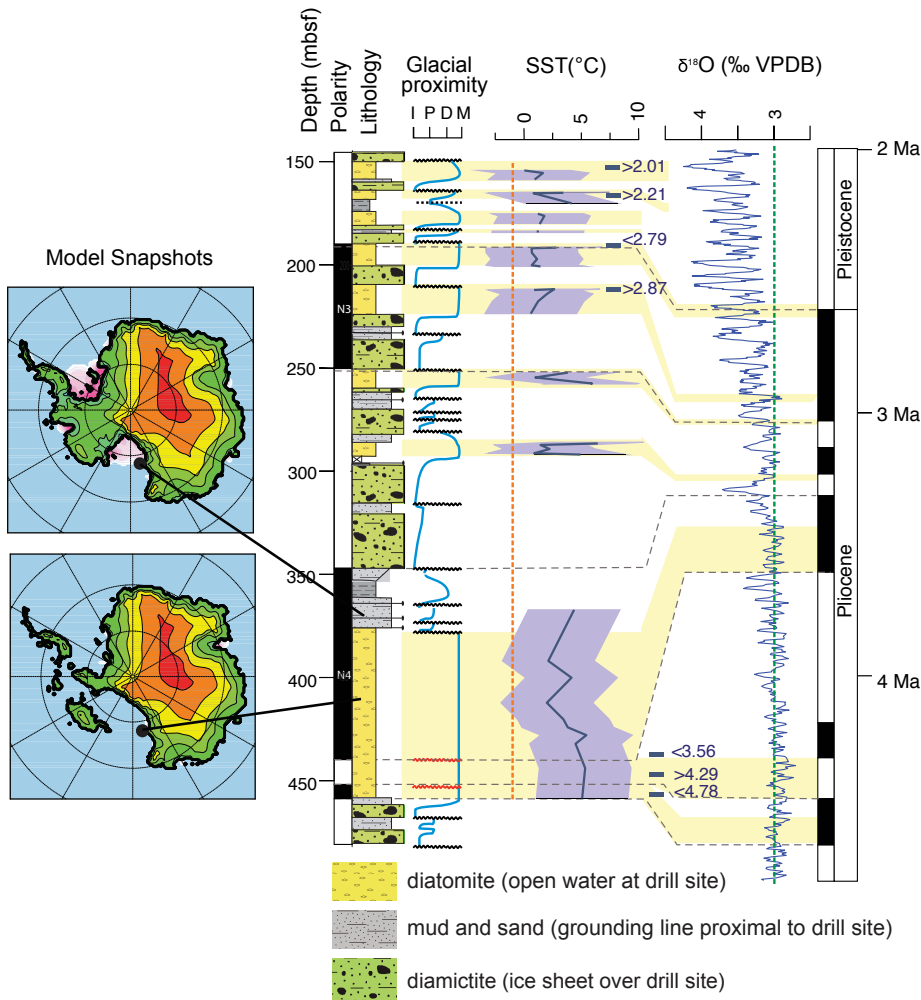 Depth (mbsf)
Polarity
Lithology
Glacial
proximity
I P D M
SST(°C)
0 5 10
δ¹⁸O (‰ VPDB)
4 3
2 Ma
3 Ma
4 Ma
Pleistocene
Pliocene
150
200
250
300
350
400
450
N3
N4
>2.01
>2.21
<2.79
>2.87
<3.56
>4.29
<4.78
Model Snapshots
diatomite (open water at drill site)
mud and sand (grounding line proximal to drill site)
diamictite (ice sheet over drill site)